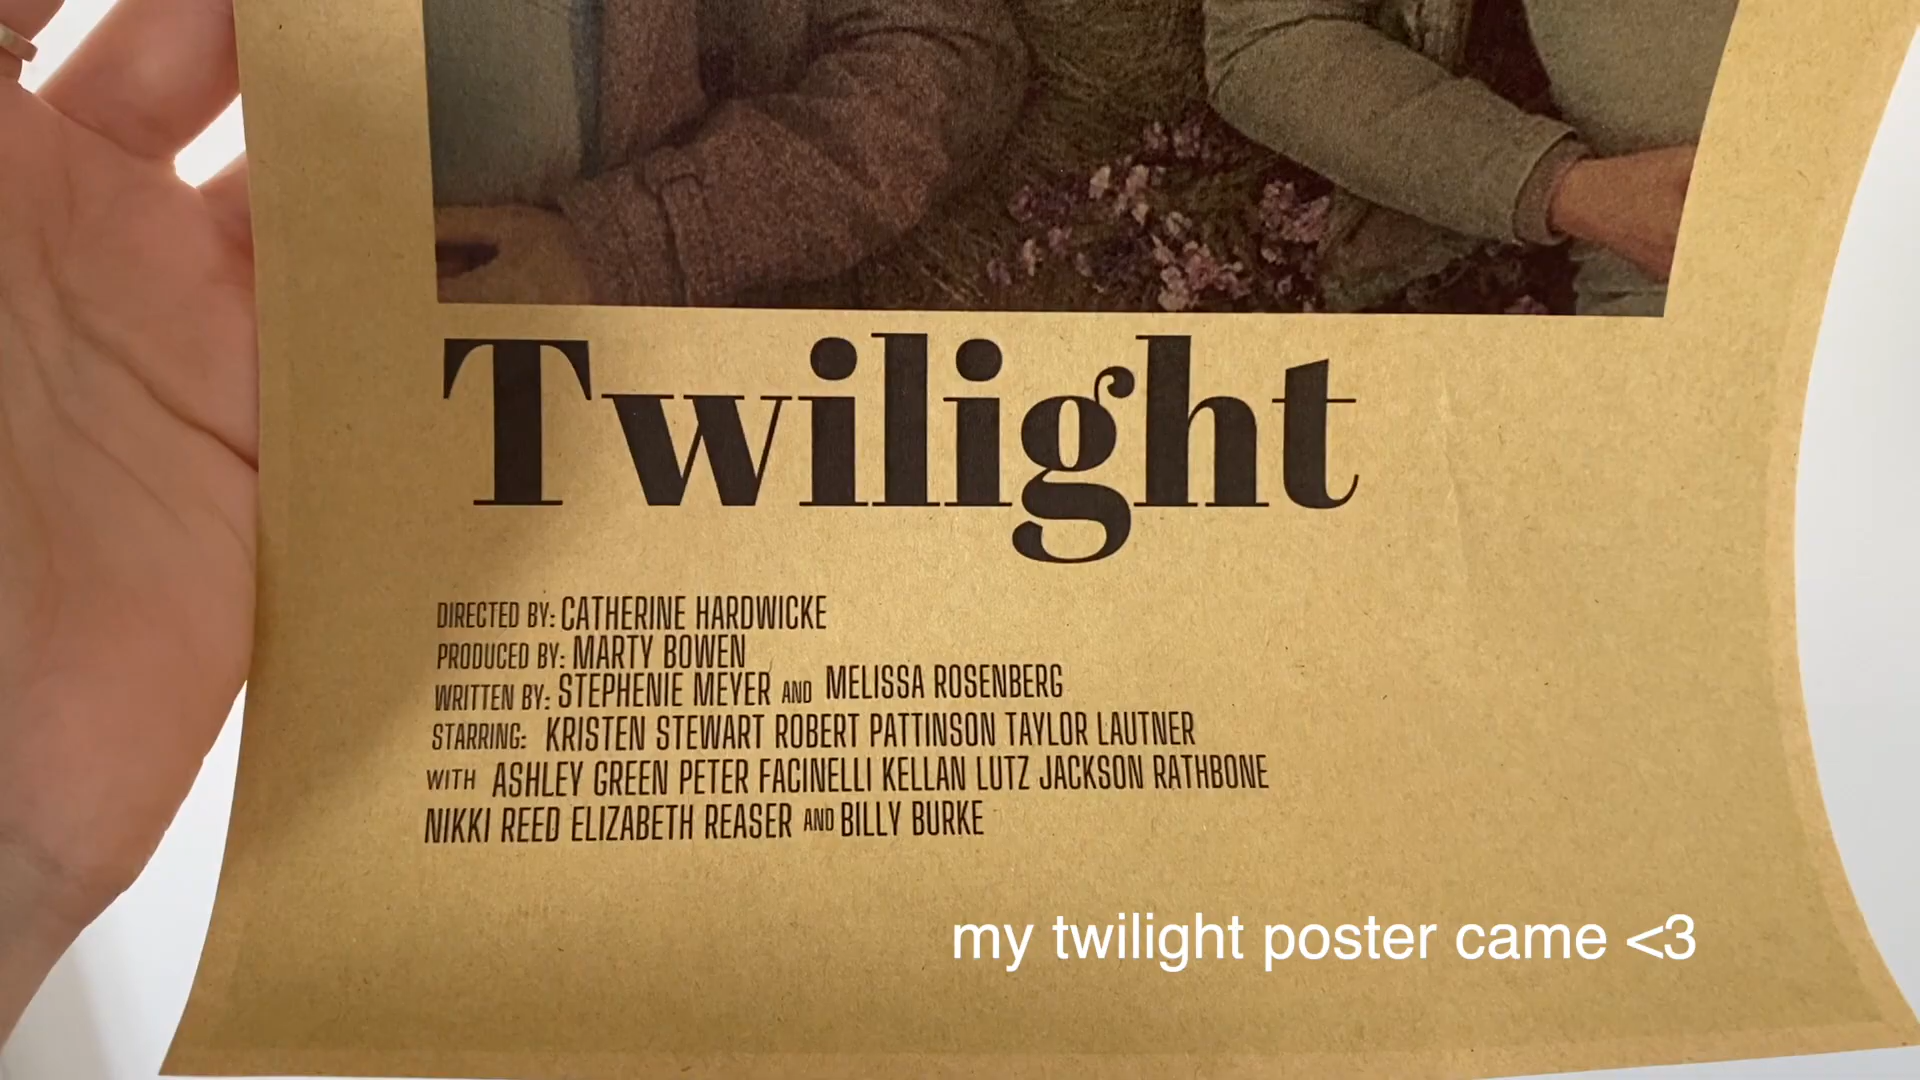 Twilight
DIRECTED BY: CATHERINE HARDWICKE
PRODUCED BY: MARTY BOWEN
WRITTEN BY: STEPHENIE MEYER AND MELISSA ROSENBERG
STARRING: KRISTEN STEWART ROBERT PATTINSON TAYLOR LAUTNER
WITH ASHLEY GREEN PETER FACINELLI KELLAN LUTZ JACKSON RATHBONE
NIKKI REED ELIZABETH REASER AND BILLY BURKE
my twilight poster came <3